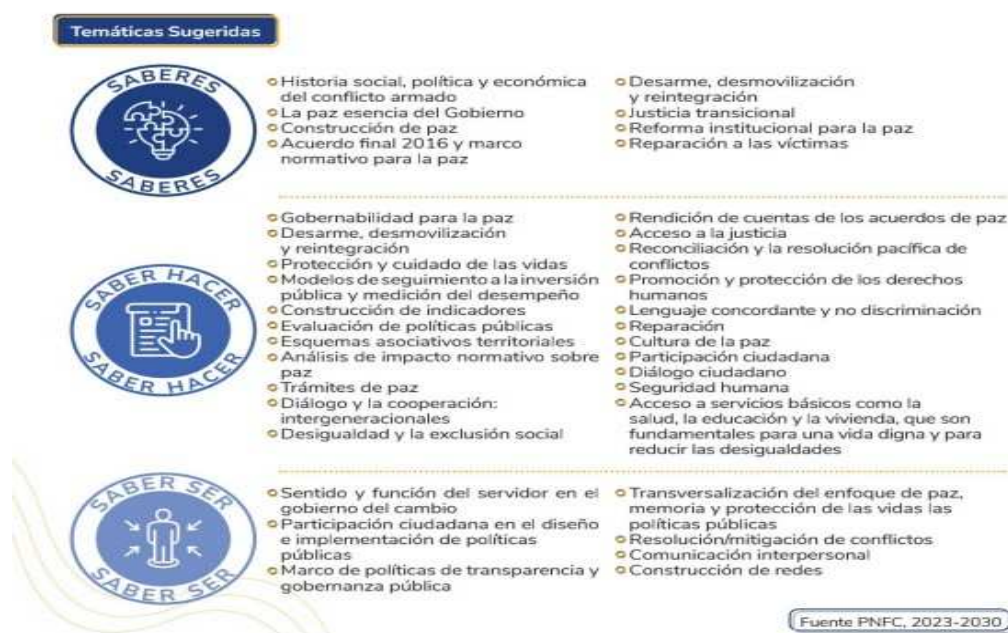 Temáticas Sugeridas
SABERES
SABERES
Historia social, política y económica
del conflicto armado
La paz esencia del Gobierno
Construcción de paz
Acuerdo final 2016 y marco
normativo para la paz
Desarme, desmovilización
y reintegración
Justicia transicional
Reforma institucional para la paz
Reparación a las víctimas
SABER HACER
SABER HACER
Gobernabilidad para la paz
Desarme, desmovilización
y reintegración
Protección y cuidado de las vidas
Modelos de seguimiento a la inversión
pública y medición del desempeño
Construcción de indicadores
Evaluación de políticas públicas
Esquemas asociativos territoriales
Análisis de impacto normativo sobre
paz
Trámites de paz
Diálogo y la cooperación:
intergeneracionales
Desigualdad y la exclusión social
Rendición de cuentas de los acuerdos de paz
Acceso a la justicia
Reconciliación y la resolución pacífica de
conflictos
Promoción y protección de los derechos
humanos
Lenguaje concordante y no discriminación
Reparación
Cultura de la paz
Participación ciudadana
Diálogo ciudadano
Seguridad humana
Acceso a servicios básicos como la
salud, la educación y la vivienda, que son
fundamentales para una vida digna y para
reducir las desigualdades
SABER SER
SABER SER
Sentido y función del servidor en el
gobierno del cambio
Participación ciudadana en el diseño
e implementación de políticas
públicas
Marco de políticas de transparencia y
gobernanza pública
Transversalización del enfoque de paz,
memoria y protección de las vidas las
políticas públicas
Resolución/mitigación de conflictos
Comunicación interpersonal
Construcción de redes
Fuente PNFC, 2023-2030